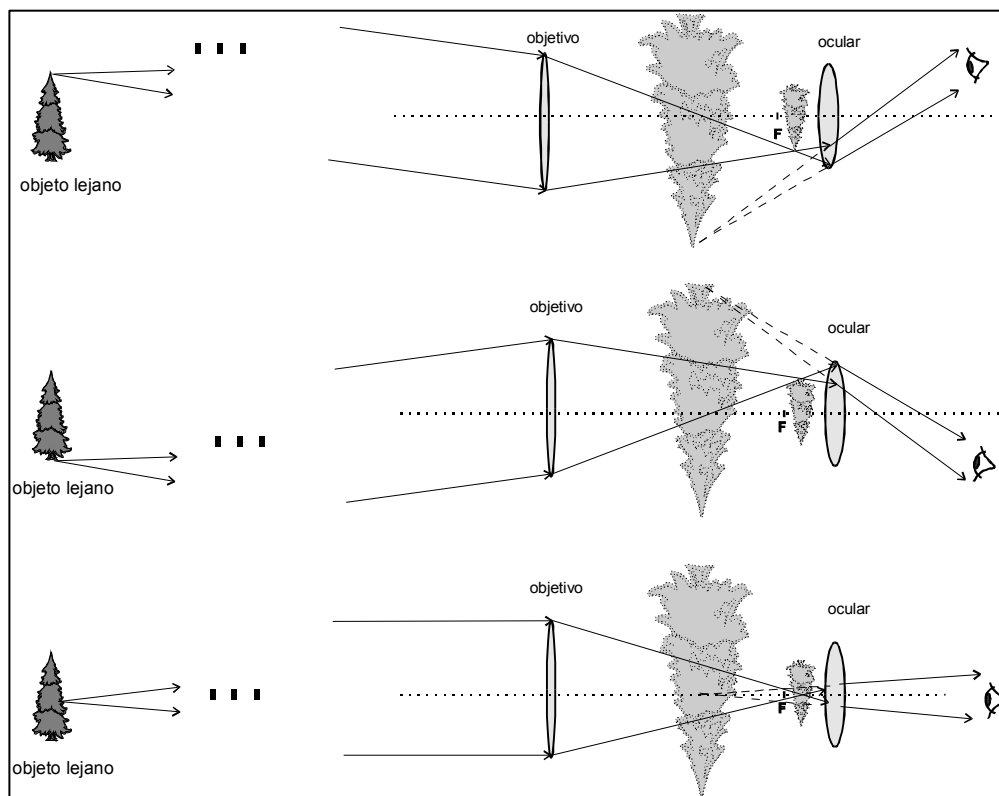 objetivo
ocular
F
objeto lejano
objetivo
ocular
F
objeto lejano
objetivo
ocular
F
objeto lejano